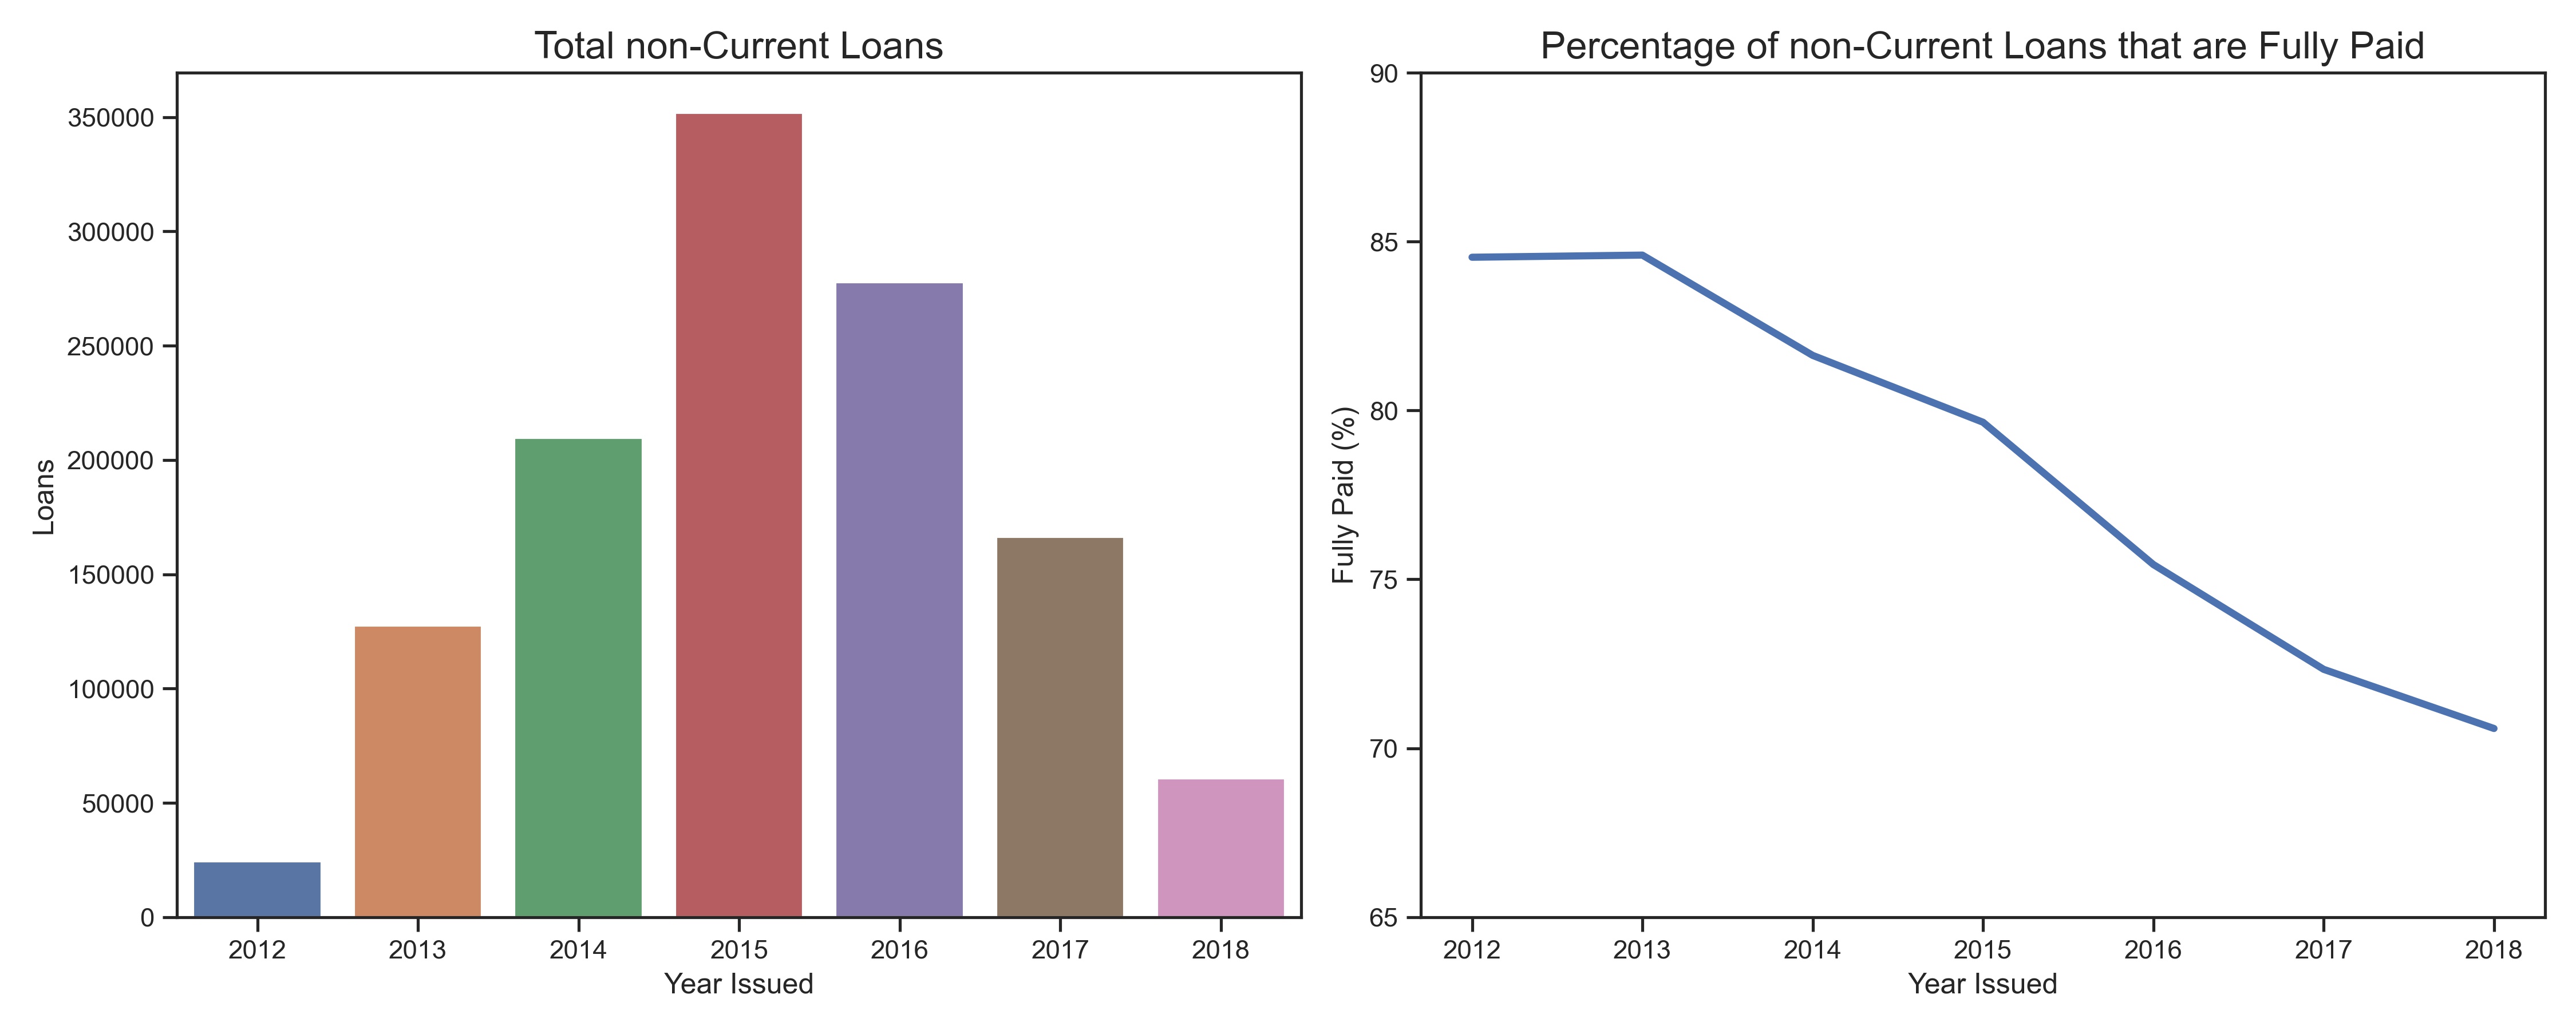 Total non-Current Loans
350000
300000
250000
200000
150000
100000
50000
0
Loans
2012 2013 2014 2015 2016 2017 2018
Year Issued
Percentage of non-Current Loans that are Fully Paid
90
85
80
75
70
65
Fully Paid (%)
2012 2013 2014 2015 2016 2017 2018
Year Issued